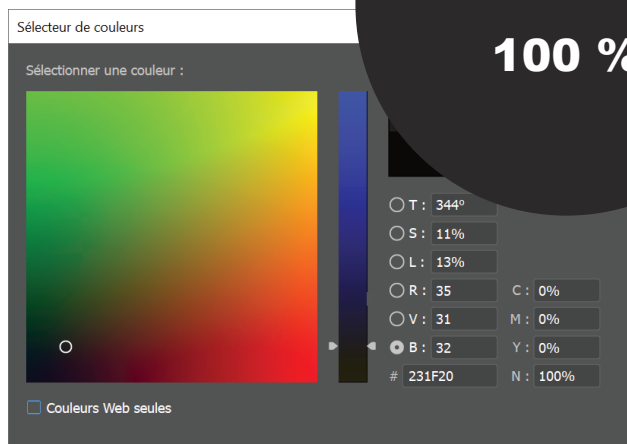 Sélecteur de couleurs
100 %
Sélectionner une couleur :
T : 344º
S : 11%
L : 13%
R : 35 C : 0%
V : 31 M : 0%
B : 32 Y : 0%
# 231F20 N : 100%
Couleurs Web seules